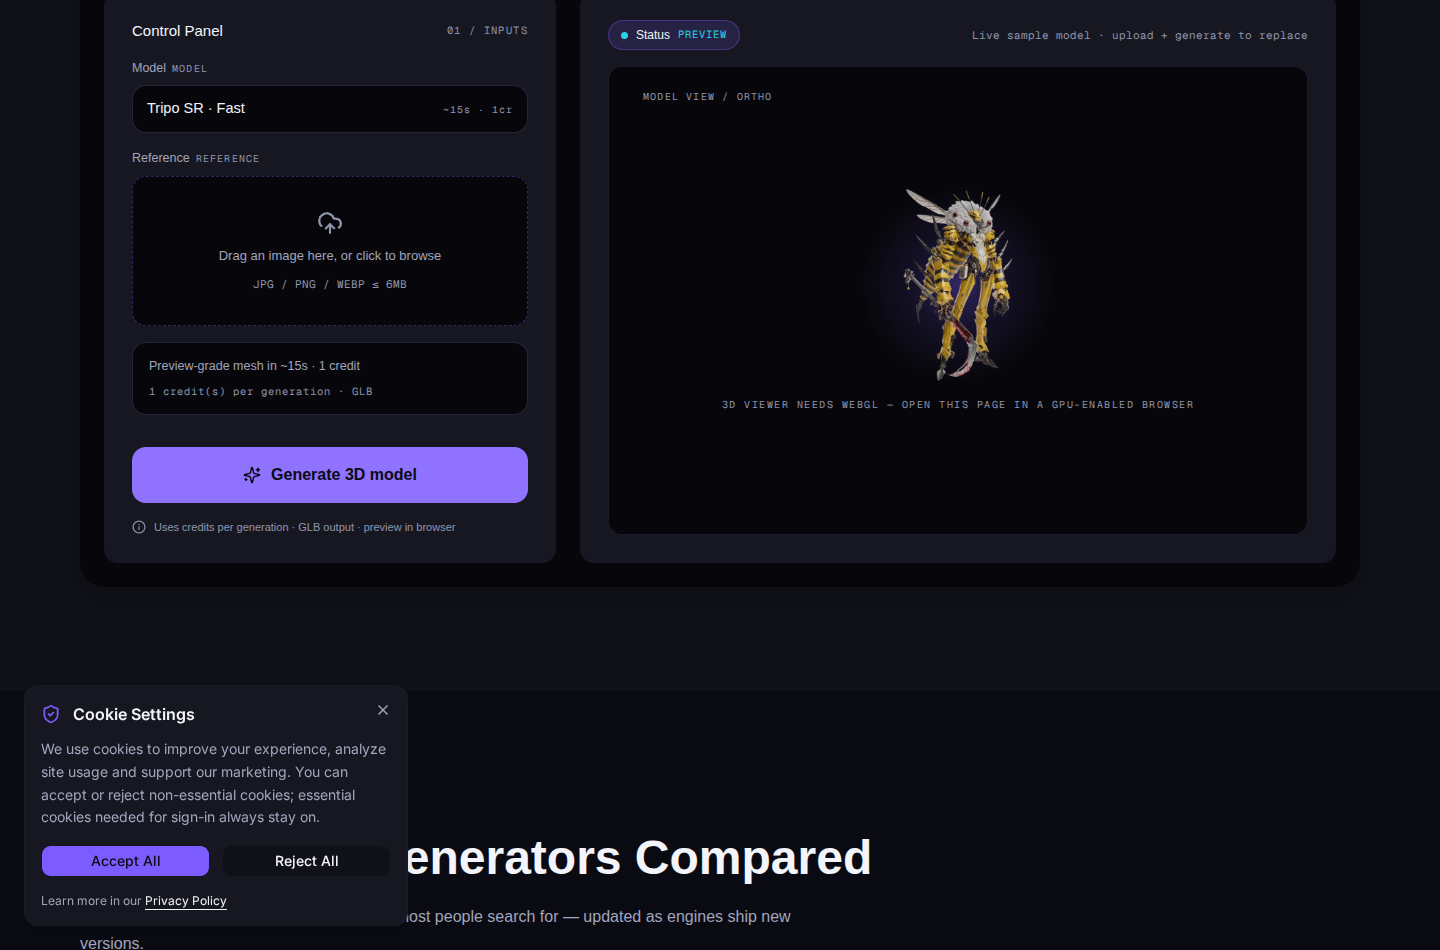 Control Panel
01 / INPUTS
Model MODEL
Tripo SR · Fast
~15s · 1cr
Reference REFERENCE
Drag an image here, or click to browse
JPG / PNG / WEBP ≤ 6MB
Preview-grade mesh in ~15s · 1 credit
1 credit(s) per generation · GLB
Generate 3D model
Uses credits per generation · GLB output · preview in browser
Status PREVIEW
Live sample model · upload + generate to replace
MODEL VIEW / ORTHO
3D VIEWER NEEDS WEBGL — OPEN THIS PAGE IN A GPU-ENABLED BROWSER
Cookie Settings
We use cookies to improve your experience, analyze
site usage and support our marketing. You can
accept or reject non-essential cookies; essential
cookies needed for sign-in always stay on.
Accept All
Reject All
Learn more in our Privacy Policy
enerators Compared
ost people search for — updated as engines ship new
versions.